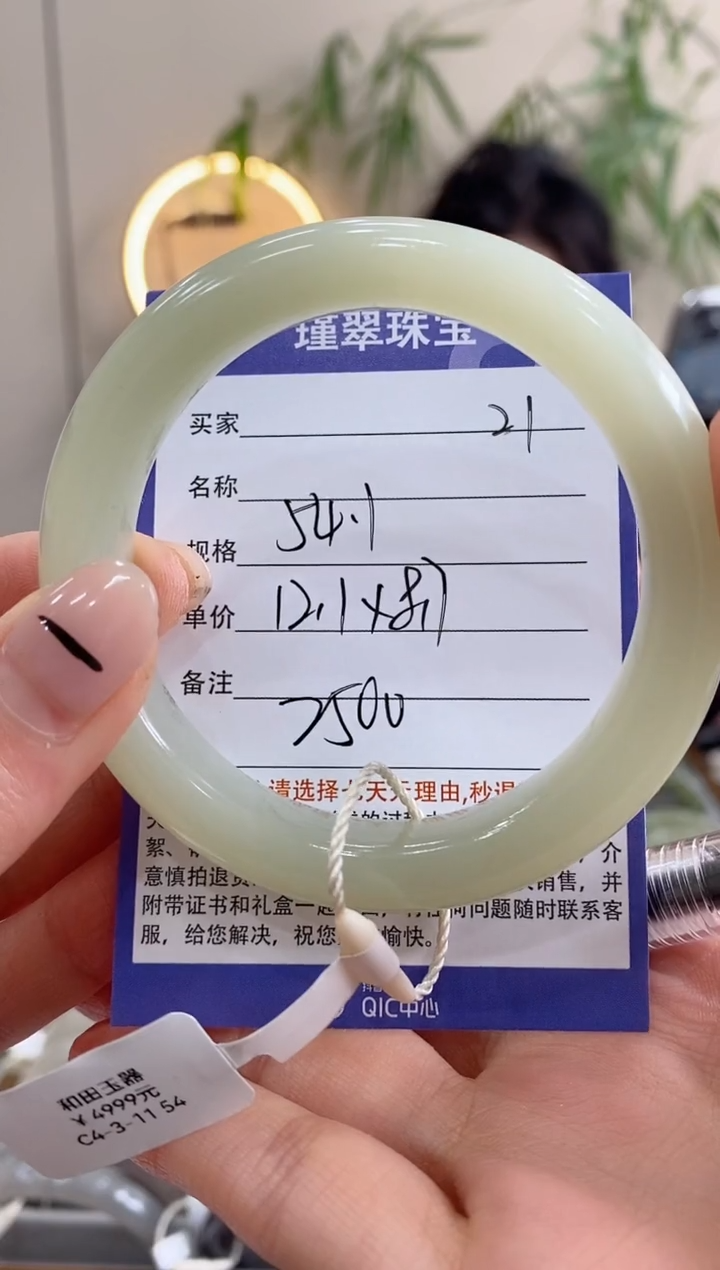 瑾翠珠宝
买家 21
名称
54.1
规格
12.1×8.7
单价
备注
2500
请选择七天无理由,秒退
絮、
介
意慎拍退货
销售，并
附带证书和礼盒一起
何问题随时联系客
服，给您解决，祝您
愉快。
QIC中心
和田玉器
￥4999元
C4-3-11 54